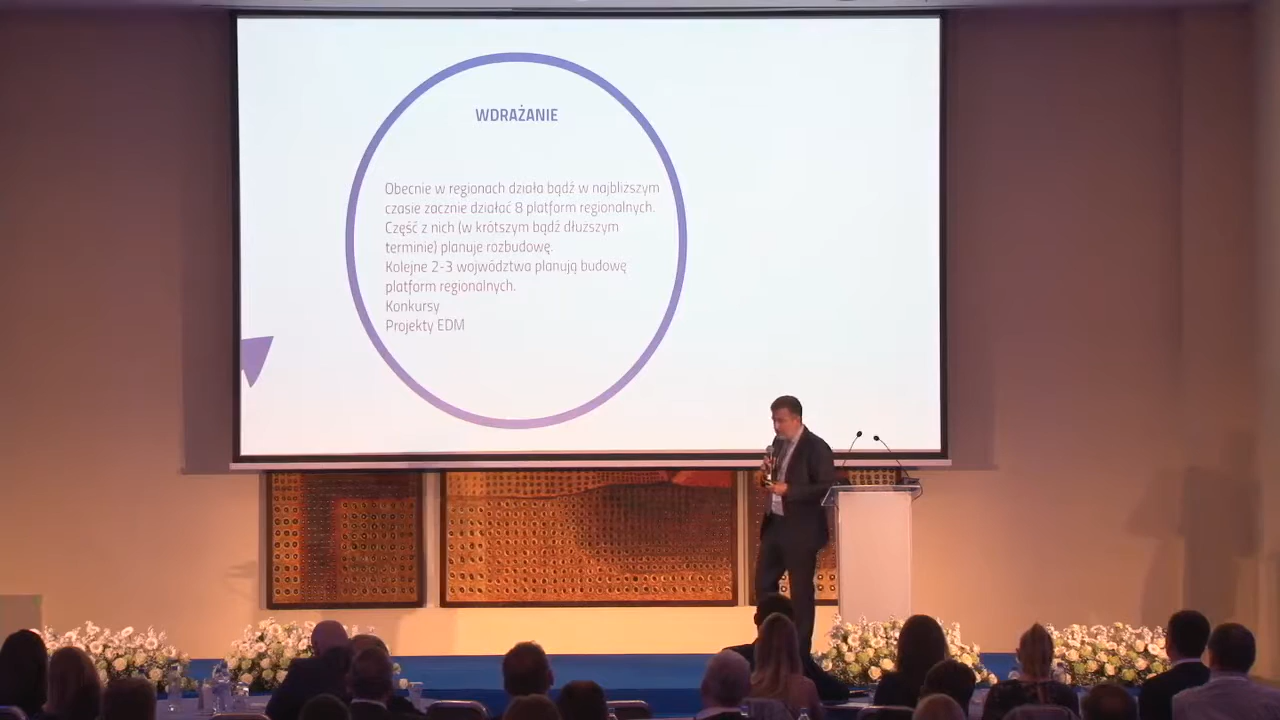 WDRAŻANIE
Obecnie w regionach działa bądź w najbliższym
czasie zacznie działać 8 platform regionalnych.
Część z nich (w krótszym bądź dłuższym
terminie) planuje rozbudowę.
Kolejne 2-3 wojwództwa planują budowę
platform regionalnych.
Konkursy
Projekty EDM